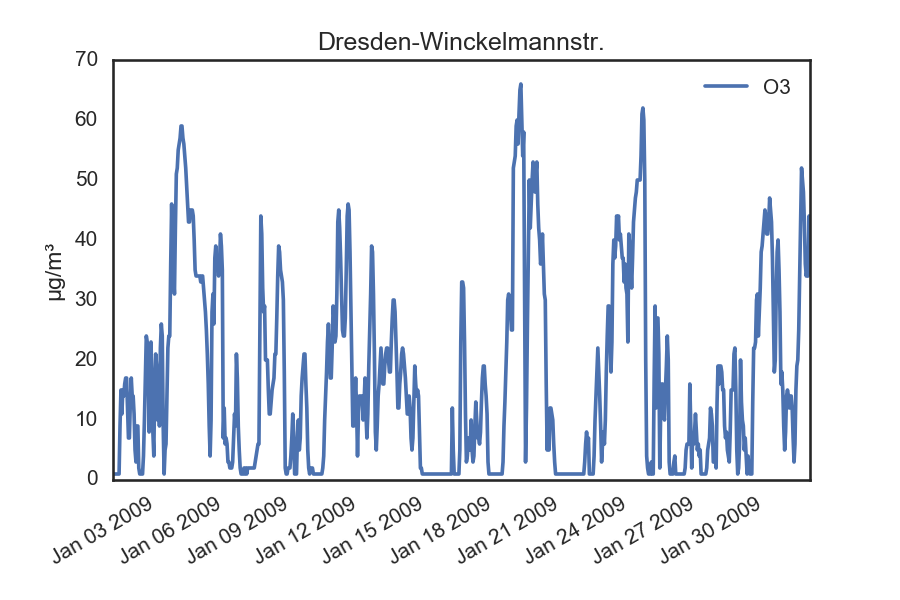 Dresden-Winckelmannstr.
70
60
50
40
30
20
10
0
µg/m³
O3
Jan 03 2009
Jan 06 2009
Jan 09 2009
Jan 12 2009
Jan 15 2009
Jan 18 2009
Jan 21 2009
Jan 24 2009
Jan 27 2009
Jan 30 2009